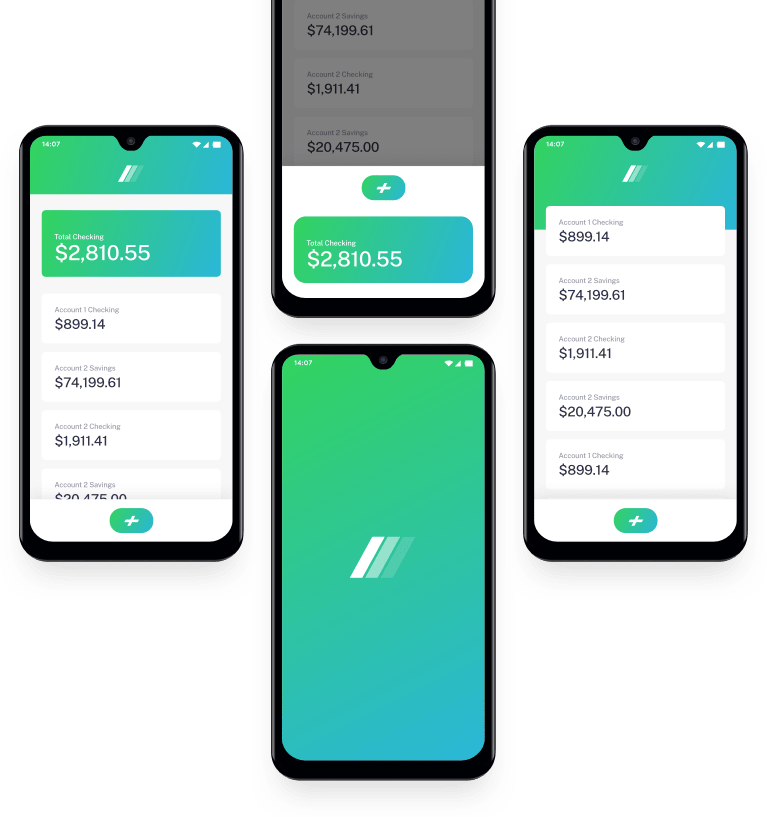 Account 2 Savings
$74,199.61
Account 2 Checking
$1,911.41
Account 2 Savings
$20,475.00
Total Checking
$2,810.55
14:07
Total Checking
$2,810.55
Account 1 Checking
$899.14
Account 2 Savings
$74,199.61
Account 2 Checking
$1,911.41
Account 2 Savings
$20,475.00
14:07
14:07
Account 1 Checking
$899.14
Account 2 Savings
$74,199.61
Account 2 Checking
$1,911.41
Account 2 Savings
$20,475.00
Account 1 Checking
$899.14